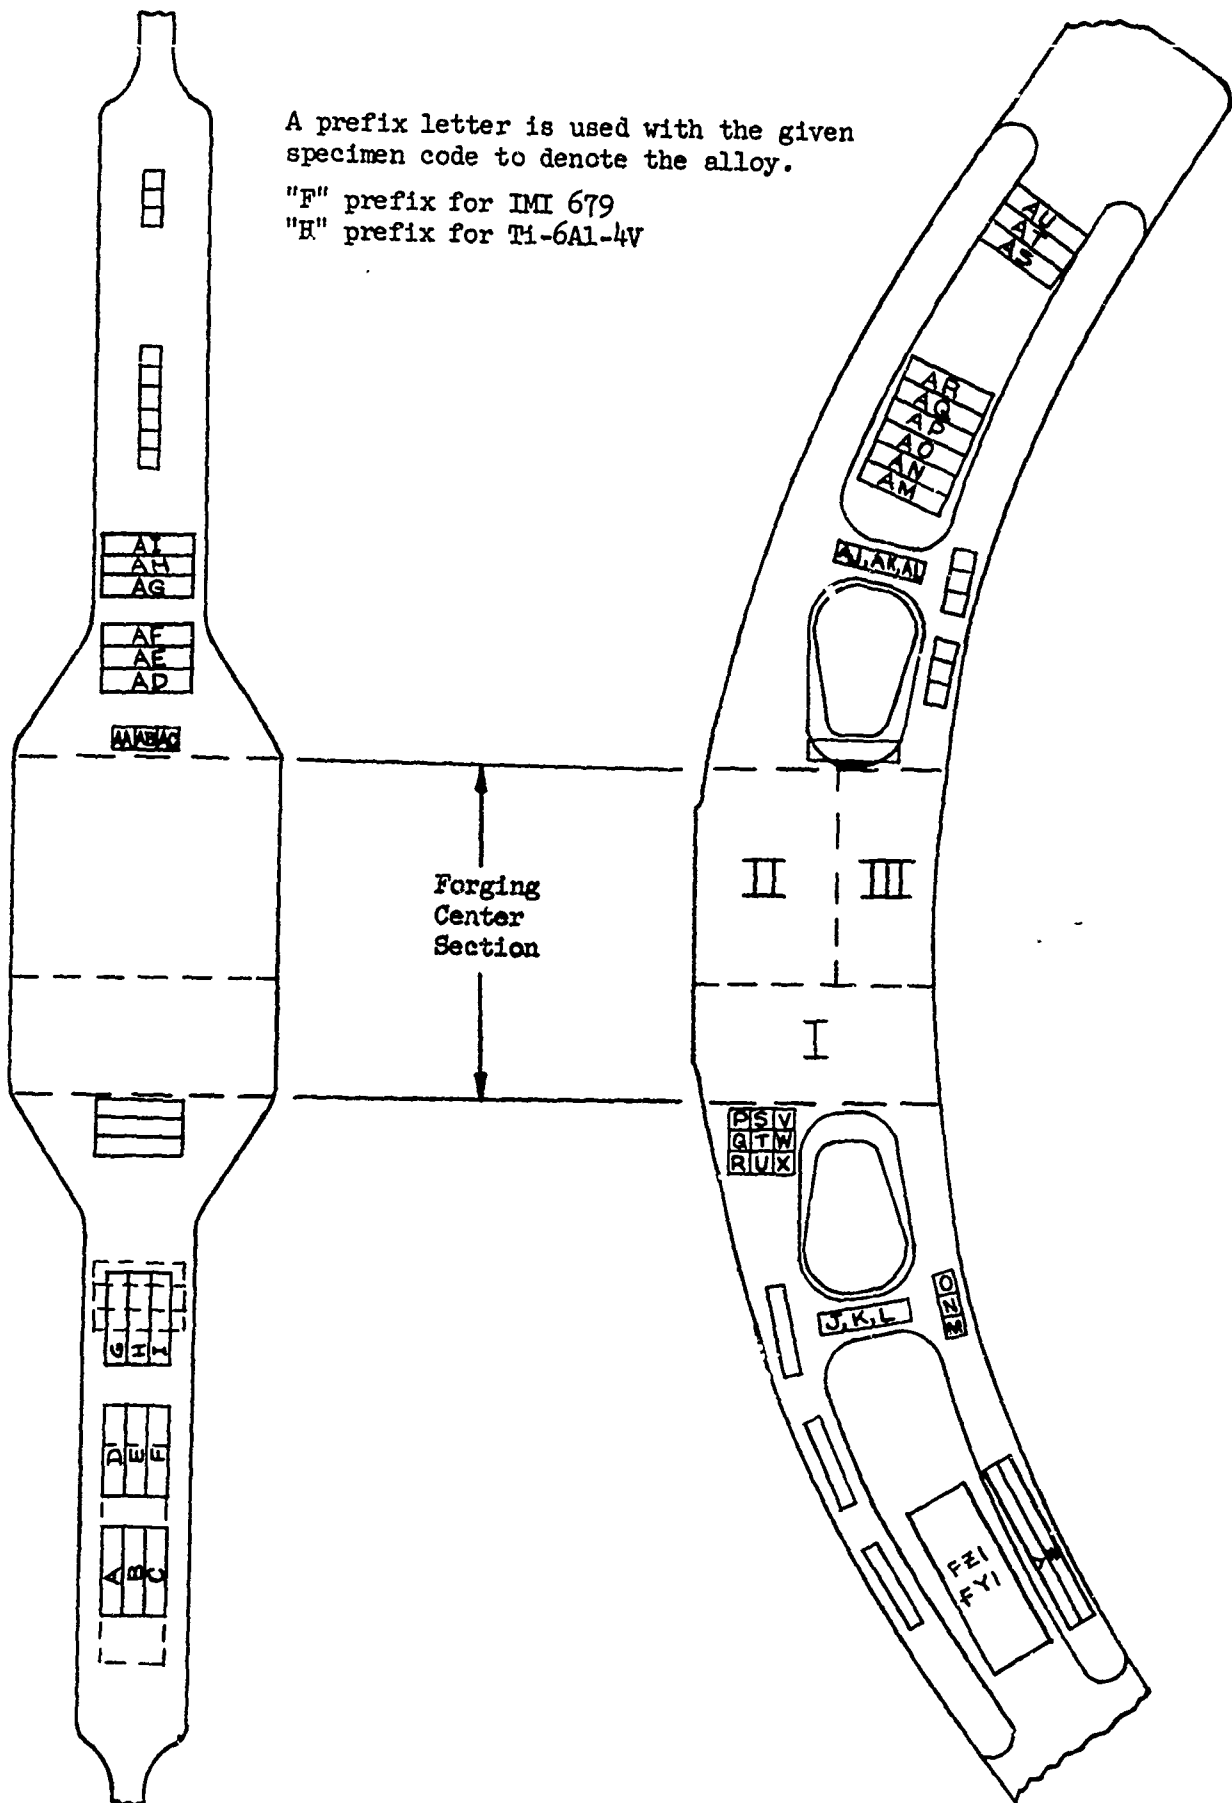 A prefix letter is used with the given
specimen code to denote the alloy.
"F" prefix for IMI 679
"H" prefix for Ti-6Al-4V
AU
AT
AS
AR
AQ
AP
AO
AN
AM
AI
AH
AG
AJ, AK, AL
AF
AE
AD
AA AB AC
Forging
Center
Section
II
III
I
P S V
Q T W
R U X
G
H
I
J, K, L
O
N
M
D
E
F
A
B
C
FZ1
FY1